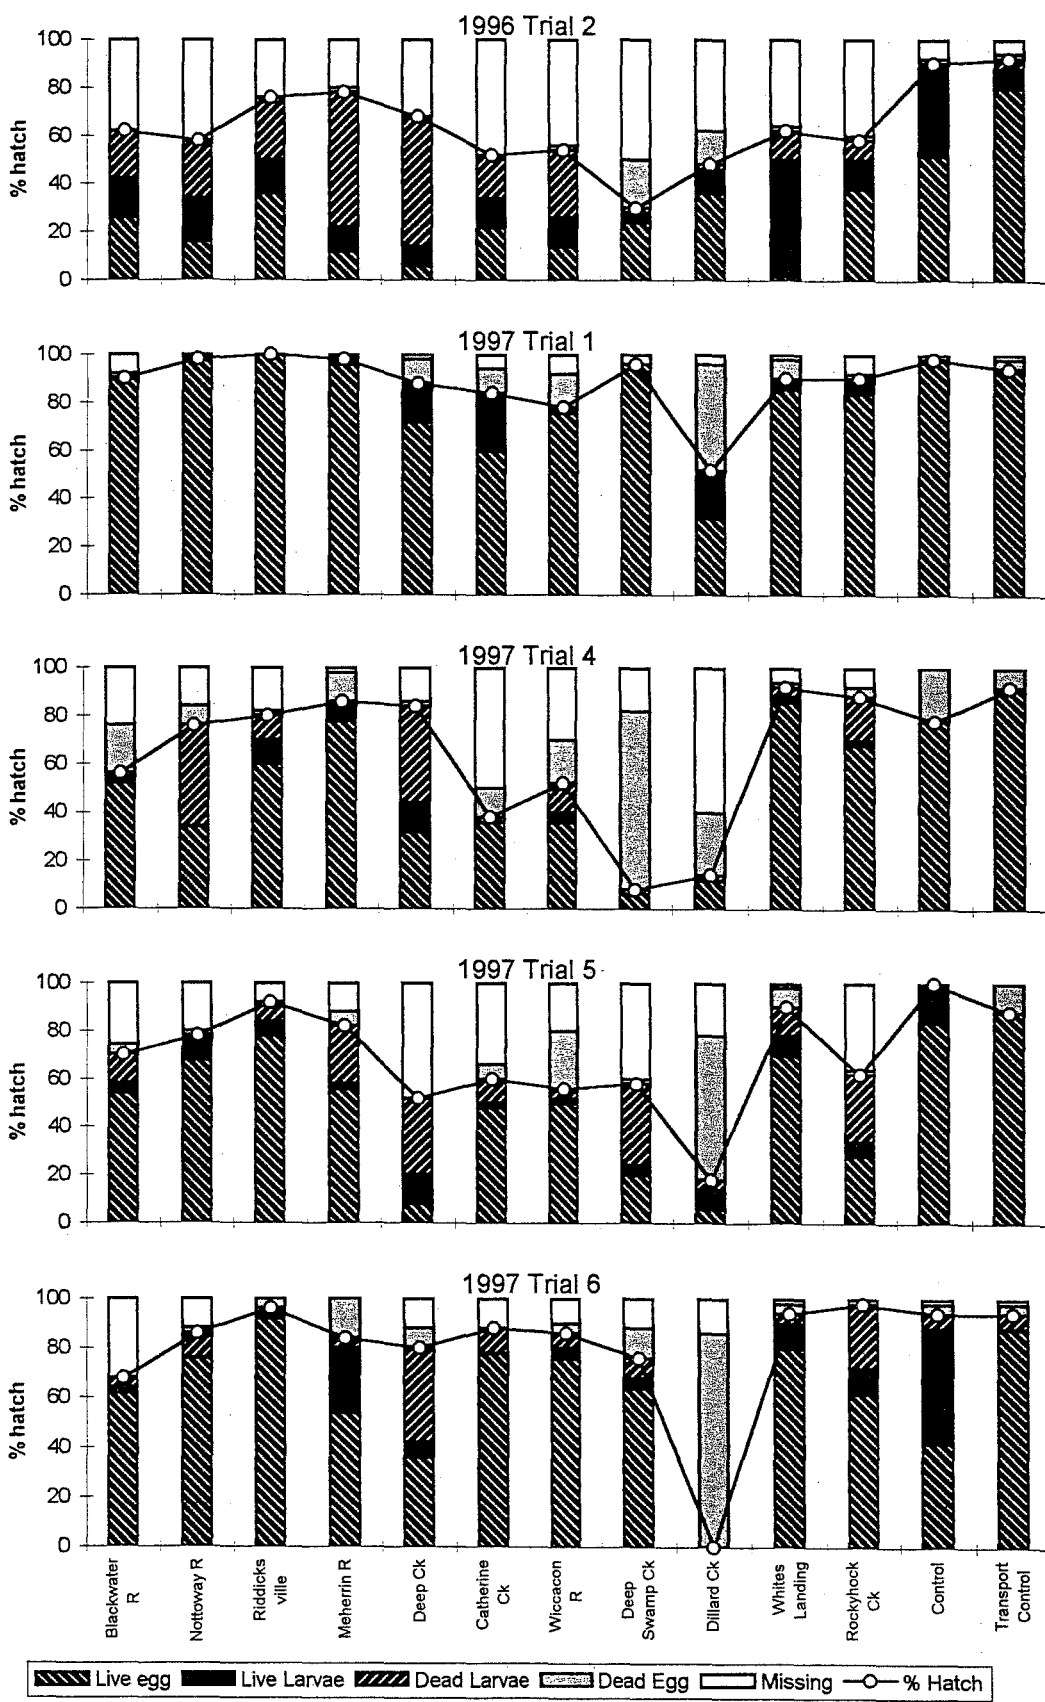 1996 Trial 2
% hatch
100
80
60
40
20
0
1997 Trial 1
% hatch
100
80
60
40
20
0
1997 Trial 4
% hatch
100
80
60
40
20
0
1997 Trial 5
% hatch
100
80
60
40
20
0
1997 Trial 6
% hatch
100
80
60
40
20
0
Blackwater
R
Nottoway R
Riddicks
ville
Meherrin R
Deep Ck
Catherine
Ck
Wiccacon
R
Deep
Swamp Ck
Dillard Ck
Whites
Landing
Rockyhock
Ck
Control
Transport
Control
Live egg Live Larvae Dead Larvae Dead Egg Missing % Hatch